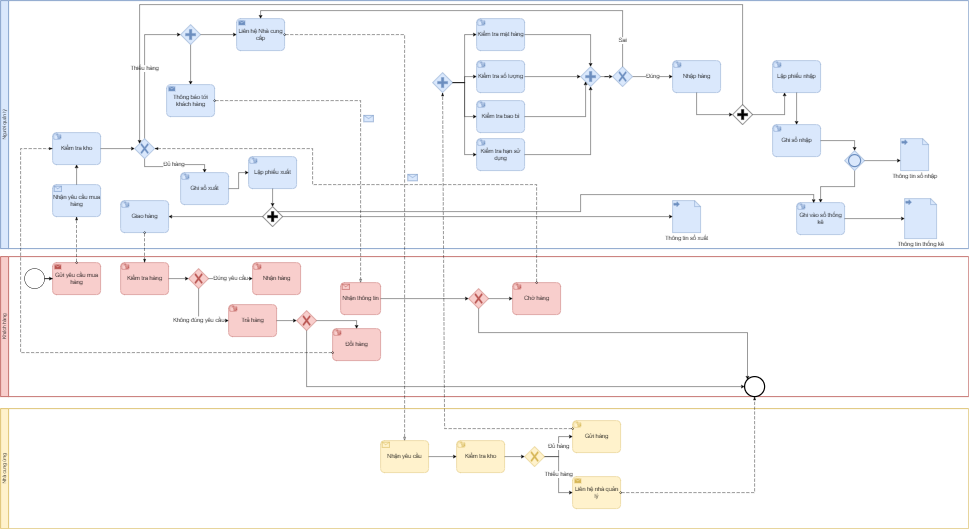 Người quản lý
Liên hệ Nhà cung
cấp
Thiếu hàng
Thông báo tới
khách hàng
Kiểm tra kho
Đủ hàng
Nhận yêu cầu mua
hàng
Ghi sổ xuất
Lập phiếu xuất
Giao hàng
Kiểm tra mặt hàng
Kiểm tra số lượng
Kiểm tra bao bì
Kiểm tra hạn sử
dụng
Sai
Đúng
Nhập hàng
Lập phiếu nhập
Ghi sổ nhập
Thông tin sổ nhập
Ghi vào sổ thống
kê
Thông tin sổ xuất
Thông tin thống kê
Khách hàng
Gửi yêu cầu mua
hàng
Kiểm tra hàng
Đúng yêu cầu
Nhận hàng
Không đúng yêu cầu
Trả hàng
Đổi hàng
Nhận thông tin
Chờ hàng
Nhà cung ứng
Nhận yêu cầu
Kiểm tra kho
Đủ hàng
Gửi hàng
Thiếu hàng
Liên hệ nhà quản
lý